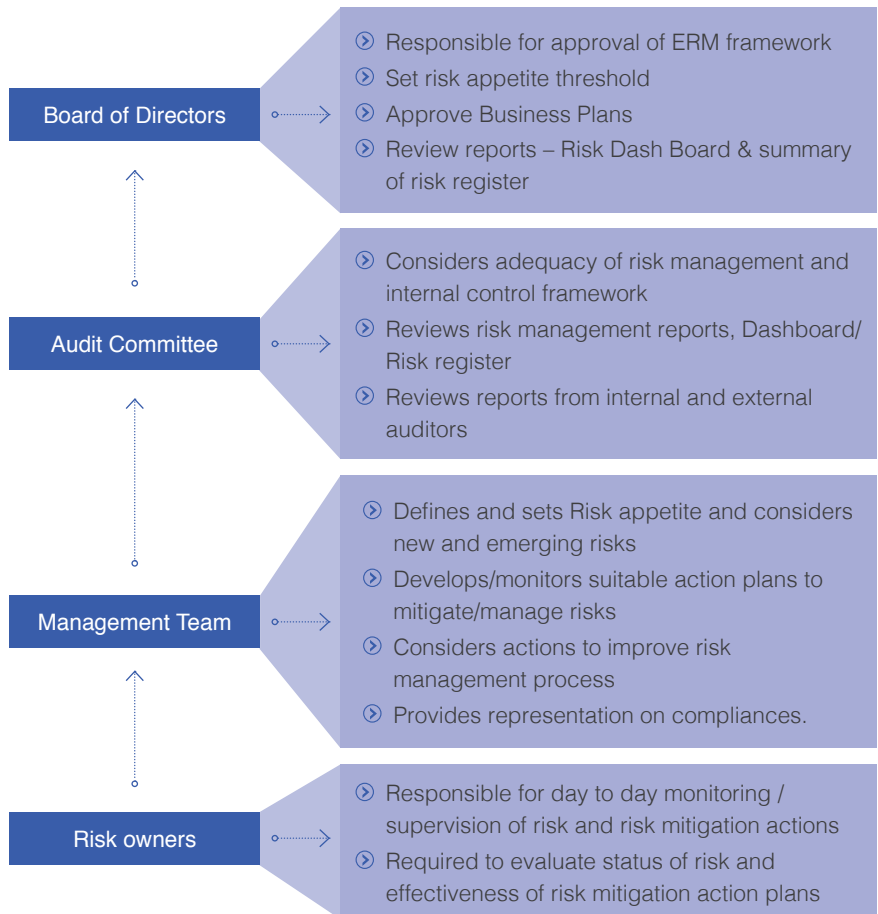 Board of Directors
Responsible for approval of ERM framework
Set risk appetite threshold
Approve Business Plans
Review reports – Risk Dash Board & summary
of risk register
Audit Committee
Considers adequacy of risk management and
internal control framework
Reviews risk management reports, Dashboard/
Risk register
Reviews reports from internal and external
auditors
Management Team
Defines and sets Risk appetite and considers
new and emerging risks
Develops/monitors suitable action plans to
mitigate/manage risks
Considers actions to improve risk
management process
Provides representation on compliances.
Risk owners
Responsible for day to day monitoring /
supervision of risk and risk mitigation actions
Required to evaluate status of risk and
effectiveness of risk mitigation action plans